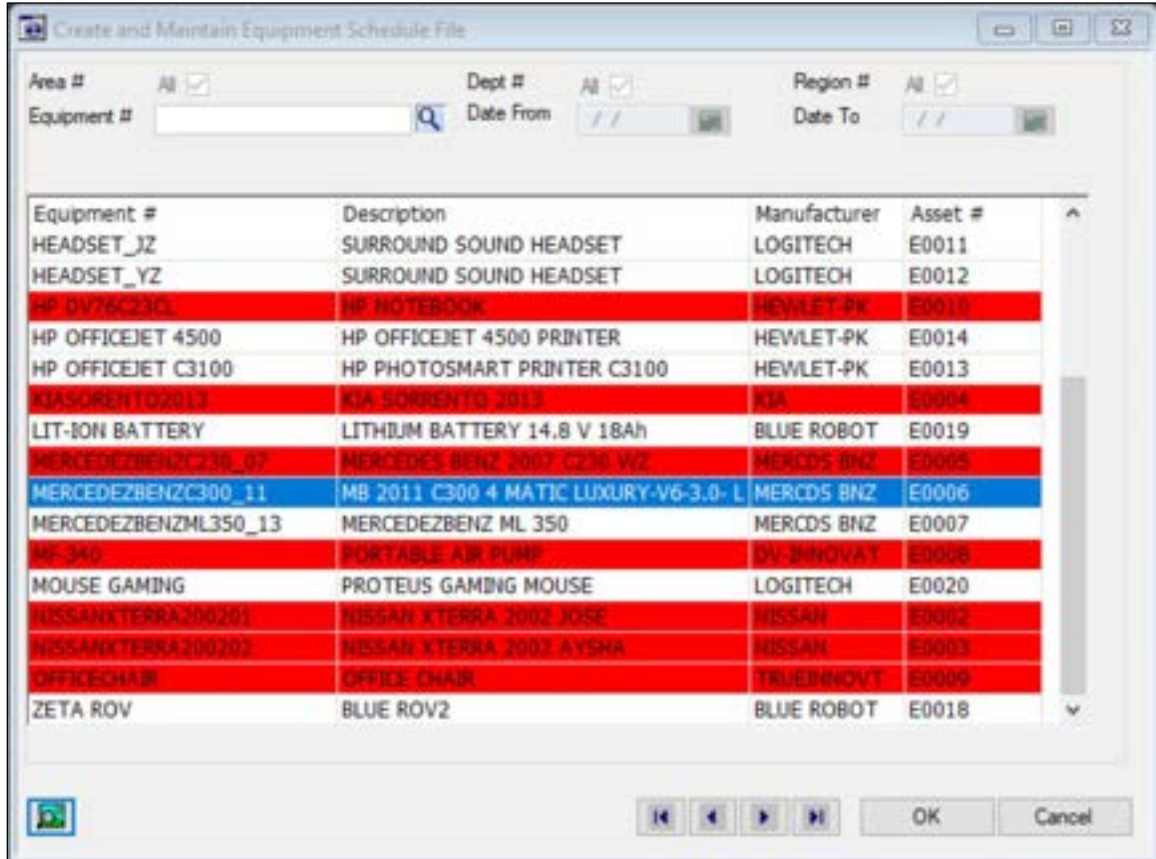 Create and Maintain Equipment Schedule File
Area # All Dept # All Region # All
Equipment # Date From / / Date To / /
Equipment # Description Manufacturer Asset #
HEADSET_JZ SURROUND SOUND HEADSET LOGITECH E0011
HEADSET_YZ SURROUND SOUND HEADSET LOGITECH E0012
HP DV76C23CL HP NOTEBOOK HEWLET-PK E0010
HP OFFICEJET 4500 HP OFFICEJET 4500 PRINTER HEWLET-PK E0014
HP OFFICEJET C3100 HP PHOTOSMART PRINTER C3100 HEWLET-PK E0013
KIASORENTO2013 KIA SORRENTO 2013 KIA E0004
LIT-ION BATTERY LITHIUM BATTERY 14.8 V 18Ah BLUE ROBOT E0019
MERCEDEZBENZC230_07 MERCEDES BENZ 2007 C230 WZ MERCDS BNZ E0005
MERCEDEZBENZC300_11 MB 2011 C300 4 MATIC LUXURY-V6-3.0- L MERCDS BNZ E0006
MERCEDEZBENZML350_13 MERCEDEZBENZ ML 350 MERCDS BNZ E0007
MF-340 PORTABLE AIR PUMP DV-INNOVAT E0008
MOUSE GAMING PROTEUS GAMING MOUSE LOGITECH E0020
NISSANXTERRA200201 NISSAN XTERRA 2002 JOSE NISSAN E0002
NISSANXTERRA200202 NISSAN XTERRA 2002 AYSHA NISSAN E0003
OFFICECHAIR OFFICE CHAIR TRUEINNOVT E0009
ZETA ROV BLUE ROV2 BLUE ROBOT E0018
OK Cancel